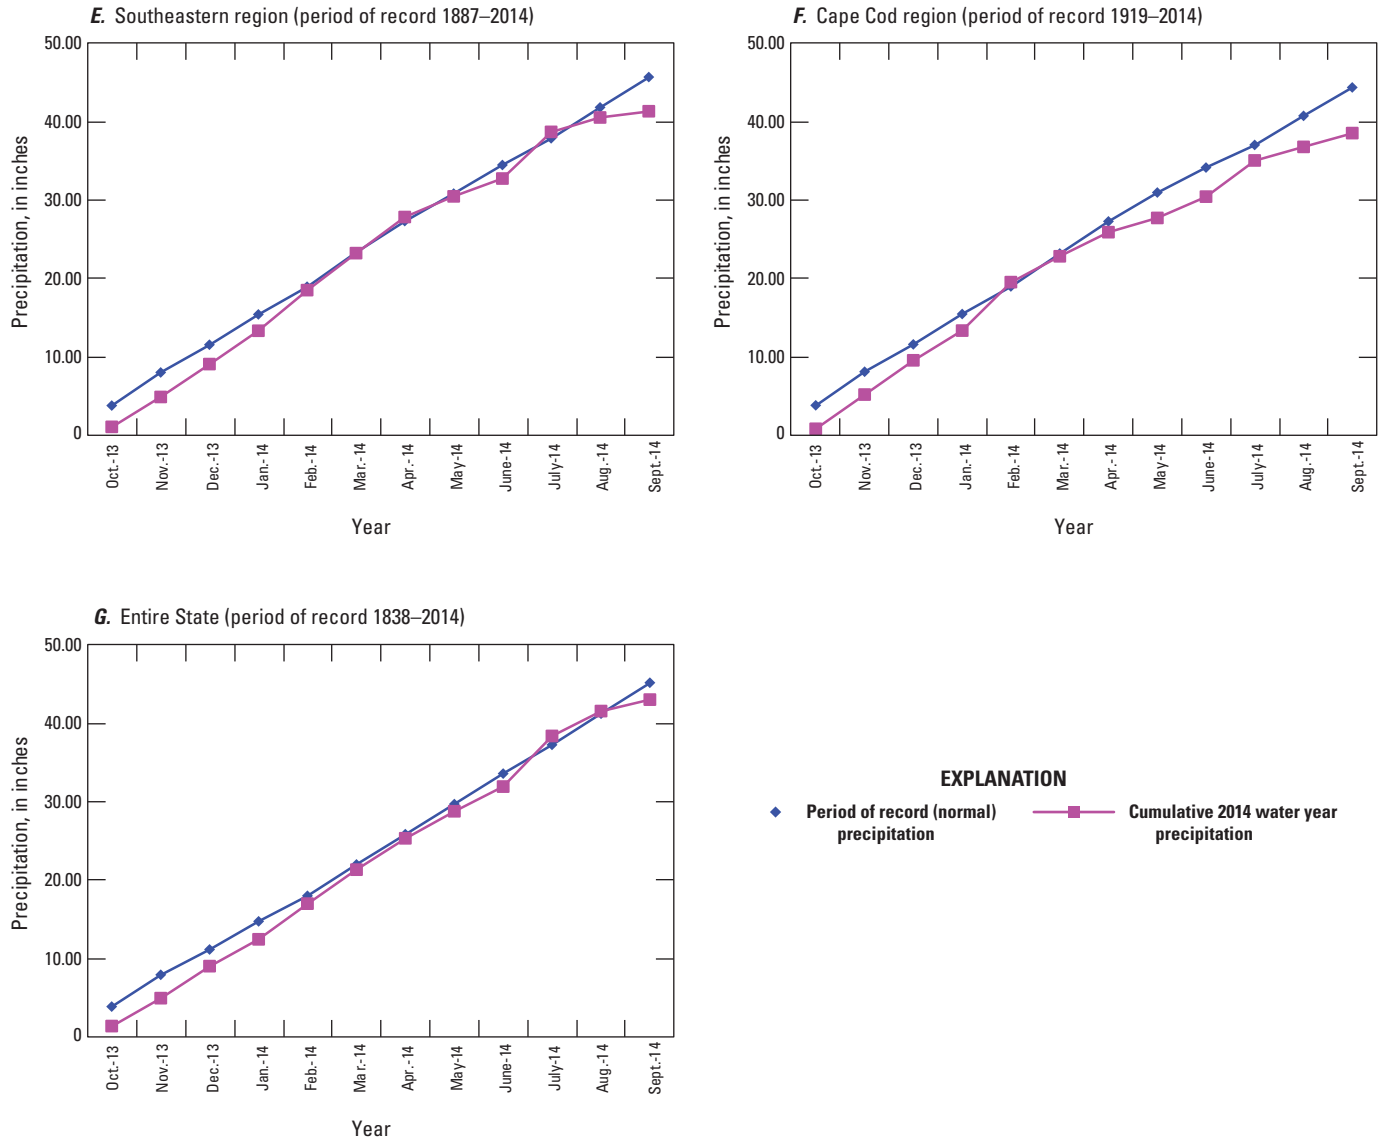 E. Southeastern region (period of record 1887–2014)
50.00
40.00
30.00
20.00
10.00
0
Precipitation, in inches
Oct.-13
Nov.-13
Dec.-13
Jan.-14
Feb.-14
Mar.-14
Apr.-14
May-14
June-14
July-14
Aug.-14
Sept.-14
Year
F. Cape Cod region (period of record 1919–2014)
50.00
40.00
30.00
20.00
10.00
0
Precipitation, in inches
Oct.-13
Nov.-13
Dec.-13
Jan.-14
Feb.-14
Mar.-14
Apr.-14
May-14
June-14
July-14
Aug.-14
Sept.-14
Year
G. Entire State (period of record 1838–2014)
50.00
40.00
30.00
20.00
10.00
0
Precipitation, in inches
Oct.-13
Nov.-13
Dec.-13
Jan.-14
Feb.-14
Mar.-14
Apr.-14
May-14
June-14
July-14
Aug.-14
Sept.-14
Year
EXPLANATION
Period of record (normal)
precipitation
Cumulative 2014 water year
precipitation